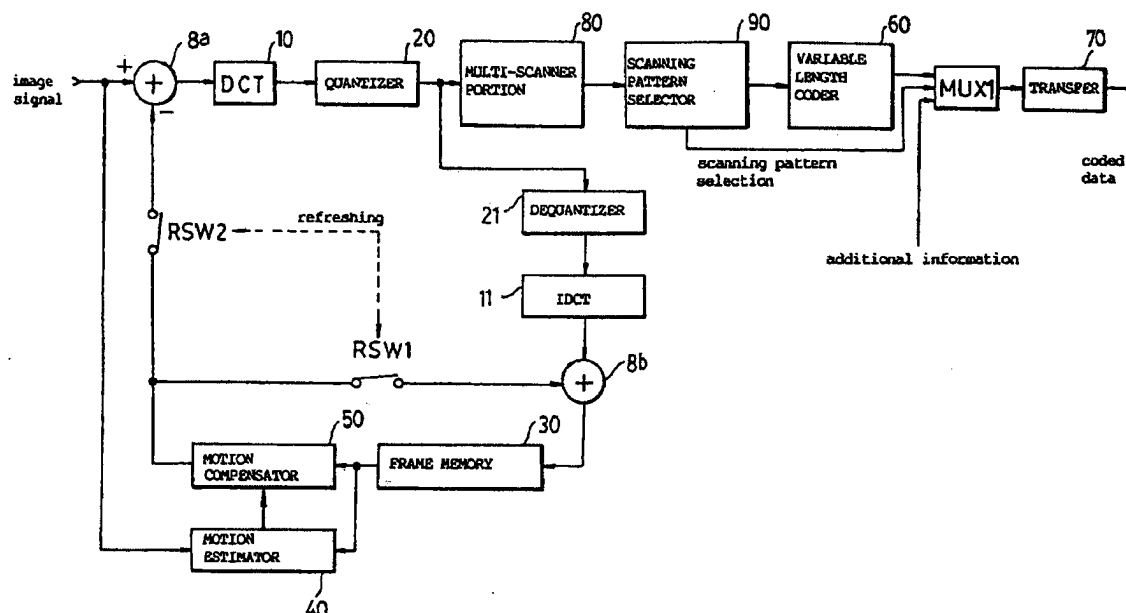 80
90
60
70
8a
10
20
image
signal
+
+
−
DCT
QUANTIZER
MULTI-SCANNER
PORTION
SCANNING
PATTERN
SELECTOR
VARIABLE
LENGTH
CODER
MUX1
TRANSFER
scanning pattern
selection
coded
data
21
DEQUANTIZER
RSW2
refreshing
additional information
11
IDCT
RSW1
+
8b
50
30
MOTION
COMPENSATOR
FRAME MEMORY
MOTION
ESTIMATOR
40